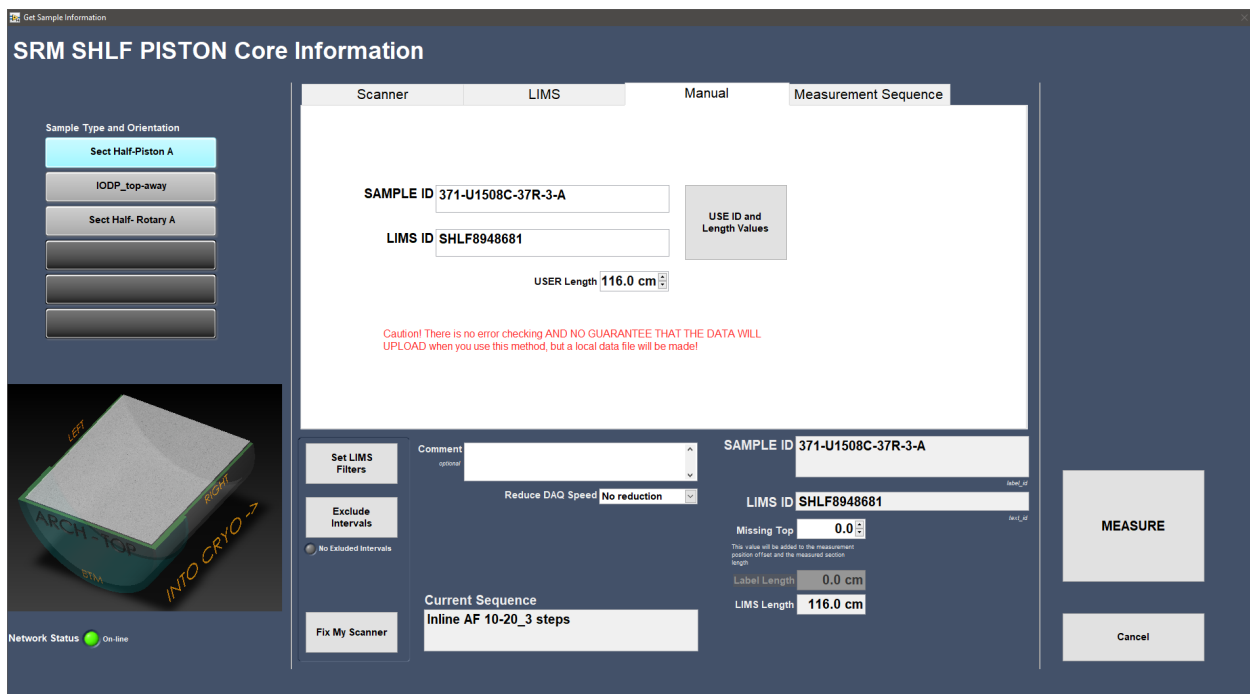 Get Sample Information
SRM SHLF PISTON Core Information
Sample Type and Orientation
Sect Half-Piston A
IODP_top-away
Sect Half- Rotary A
LEFT
RIGHT
ARCH - TOP
BTM
INTO CRYO ->
Network Status
On-line
Scanner
LIMS
Manual
Measurement Sequence
SAMPLE ID 371-U1508C-37R-3-A
LIMS ID SHLF8948681
USER Length 116.0 cm
USE ID and
Length Values
Caution! There is no error checking AND NO GUARANTEE THAT THE DATA WILL
UPLOAD when you use this method, but a local data file will be made!
Set LIMS
Filters
Exclude
Intervals
No Exluded Intervals
Fix My Scanner
Comment
optional
Reduce DAQ Speed No reduction
Current Sequence
Inline AF 10-20_3 steps
SAMPLE ID 371-U1508C-37R-3-A
label_id
LIMS ID SHLF8948681
text_id
Missing Top 0.0
This value will be added to the measurement
position offset and the measured section
length
Label Length 0.0 cm
LIMS Length 116.0 cm
MEASURE
Cancel